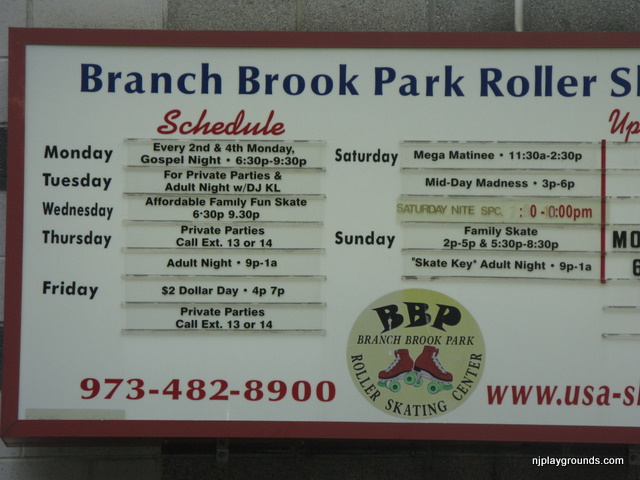 Branch Brook Park Roller S
Schedule
Up
Monday
Every 2nd & 4th Monday,
Gospel Night • 6:30p-9:30p
Tuesday
For Private Parties &
Adult Night w/DJ KL
Wednesday
Affordable Family Fun Skate
6:30p 9.30p
Thursday
Private Parties
Call Ext. 13 or 14
Adult Night • 9p-1a
Friday
$2 Dollar Day • 4p 7p
Private Parties
Call Ext. 13 or 14
Saturday
Mega Matinee • 11:30a-2:30p
Mid-Day Madness • 3p-6p
SATURDAY NITE SPC.
Sunday
Family Skate
2p-5p & 5:30p-8:30p
"Skate Key" Adult Night • 9p-1a
MO
6
BBP
BRANCH BROOK PARK
ROLLER SKATING CENTER
973-482-8900
www.usa-s
njplaygrounds.com